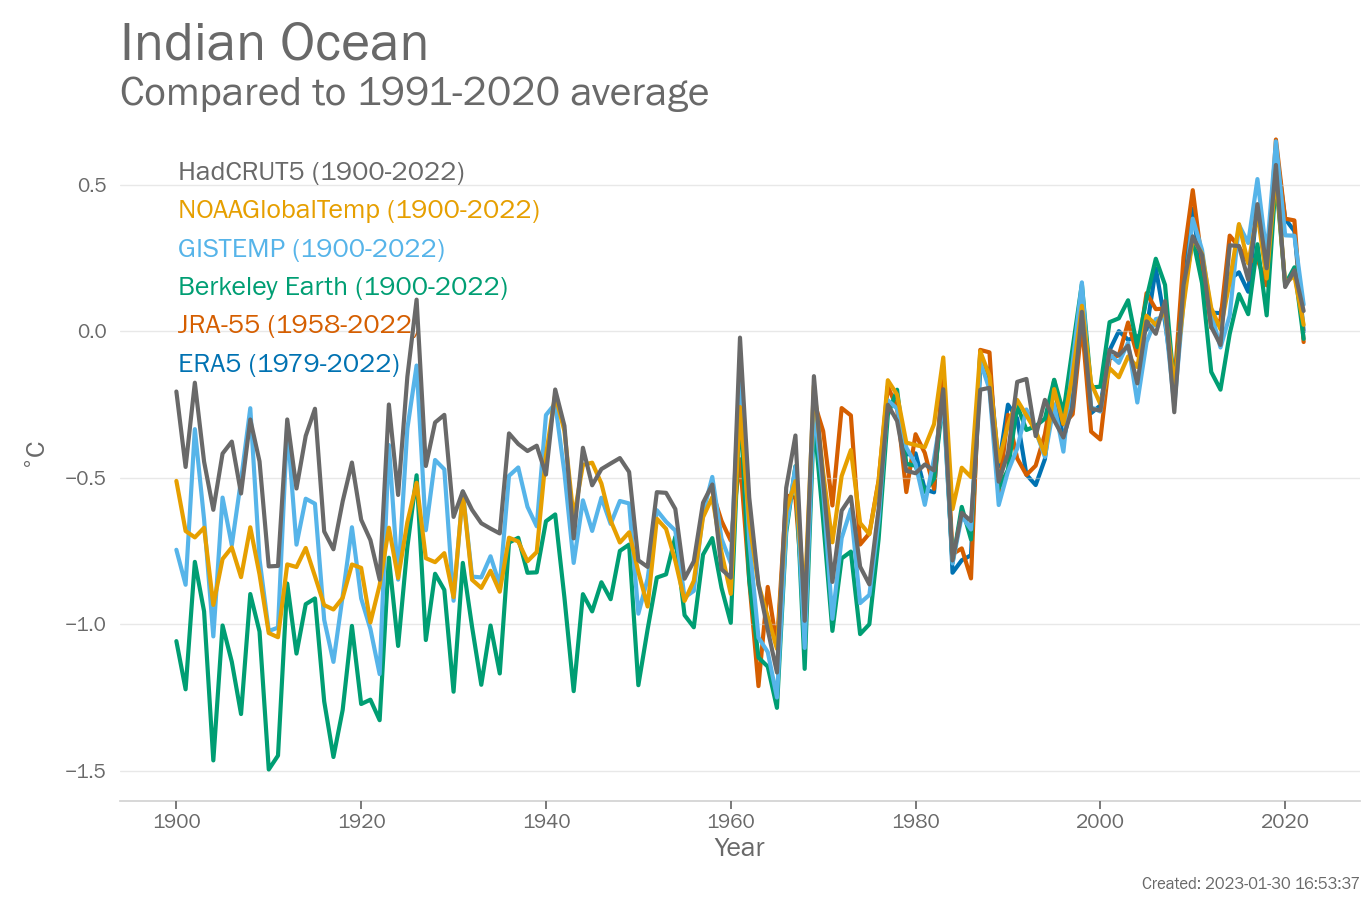 Indian Ocean
Compared to 1991-2020 average
HadCRUT5 (1900-2022)
NOAAGlobalTemp (1900-2022)
GISTEMP (1900-2022)
Berkeley Earth (1900-2022)
JRA-55 (1958-2022)
ERA5 (1979-2022)
0.5
0.0
−0.5
−1.0
−1.5
°C
1900 1920 1940 1960 1980 2000 2020
Year
Created: 2023-01-30 16:53:37